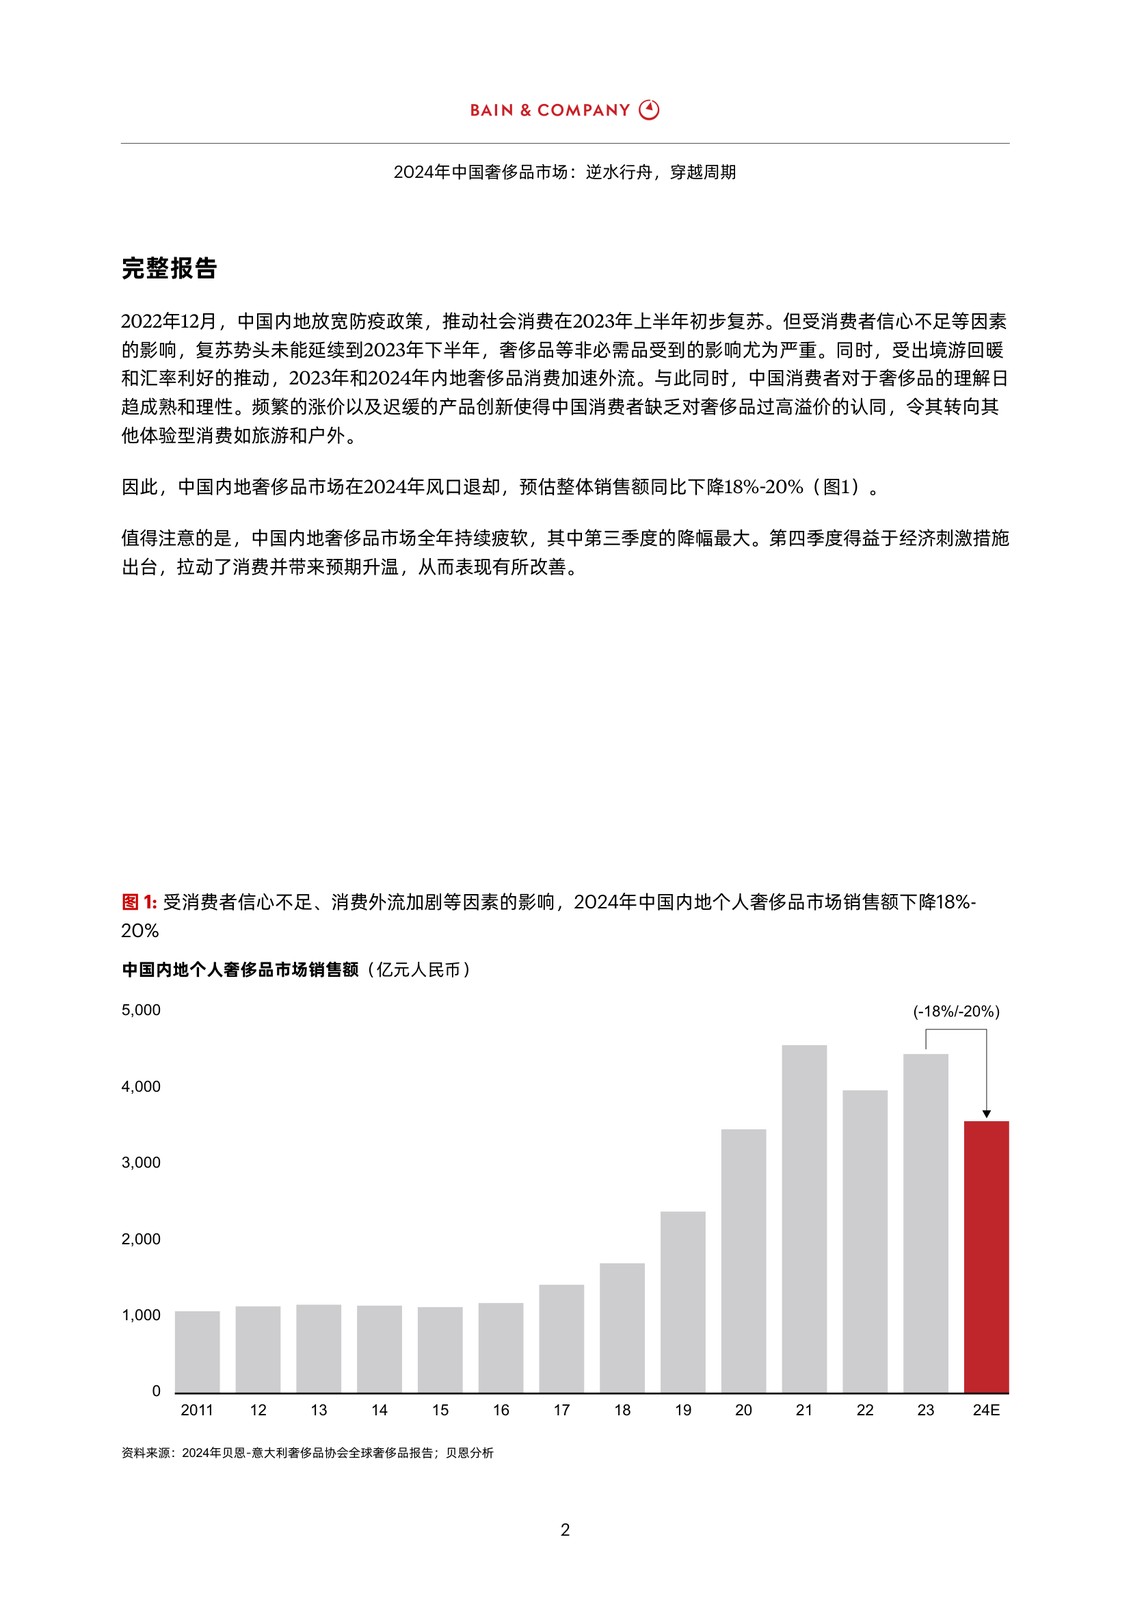 BAIN & COMPANY
2024年中国奢侈品市场：逆水行舟，穿越周期
完整报告
2022年12月，中国内地放宽防疫政策，推动社会消费在2023年上半年初步复苏。但受消费者信心不足等因素
的影响，复苏势头未能延续到2023年下半年，奢侈品等非必需品受到的影响尤为严重。同时，受出境游回暖
和汇率利好的推动，2023年和2024年内地奢侈品消费加速外流。与此同时，中国消费者对于奢侈品的理解日
趋成熟和理性。频繁的涨价以及迟缓的产品创新使得中国消费者缺乏对奢侈品过高溢价的认同，令其转向其
他体验型消费如旅游和户外。
因此，中国内地奢侈品市场在2024年风口退却，预估整体销售额同比下降18%-20%（图1）。
值得注意的是，中国内地奢侈品市场全年持续疲软，其中第三季度的降幅最大。第四季度得益于经济刺激措施
出台，拉动了消费并带来预期升温，从而表现有所改善。
图 1: 受消费者信心不足、消费外流加剧等因素的影响，2024年中国内地个人奢侈品市场销售额下降18%-
20%
中国内地个人奢侈品市场销售额（亿元人民币）
5,000
(-18%/-20%)
4,000
3,000
2,000
1,000
0
2011 12 13 14 15 16 17 18 19 20 21 22 23 24E
资料来源：2024年贝恩-意大利奢侈品协会全球奢侈品报告；贝恩分析
2